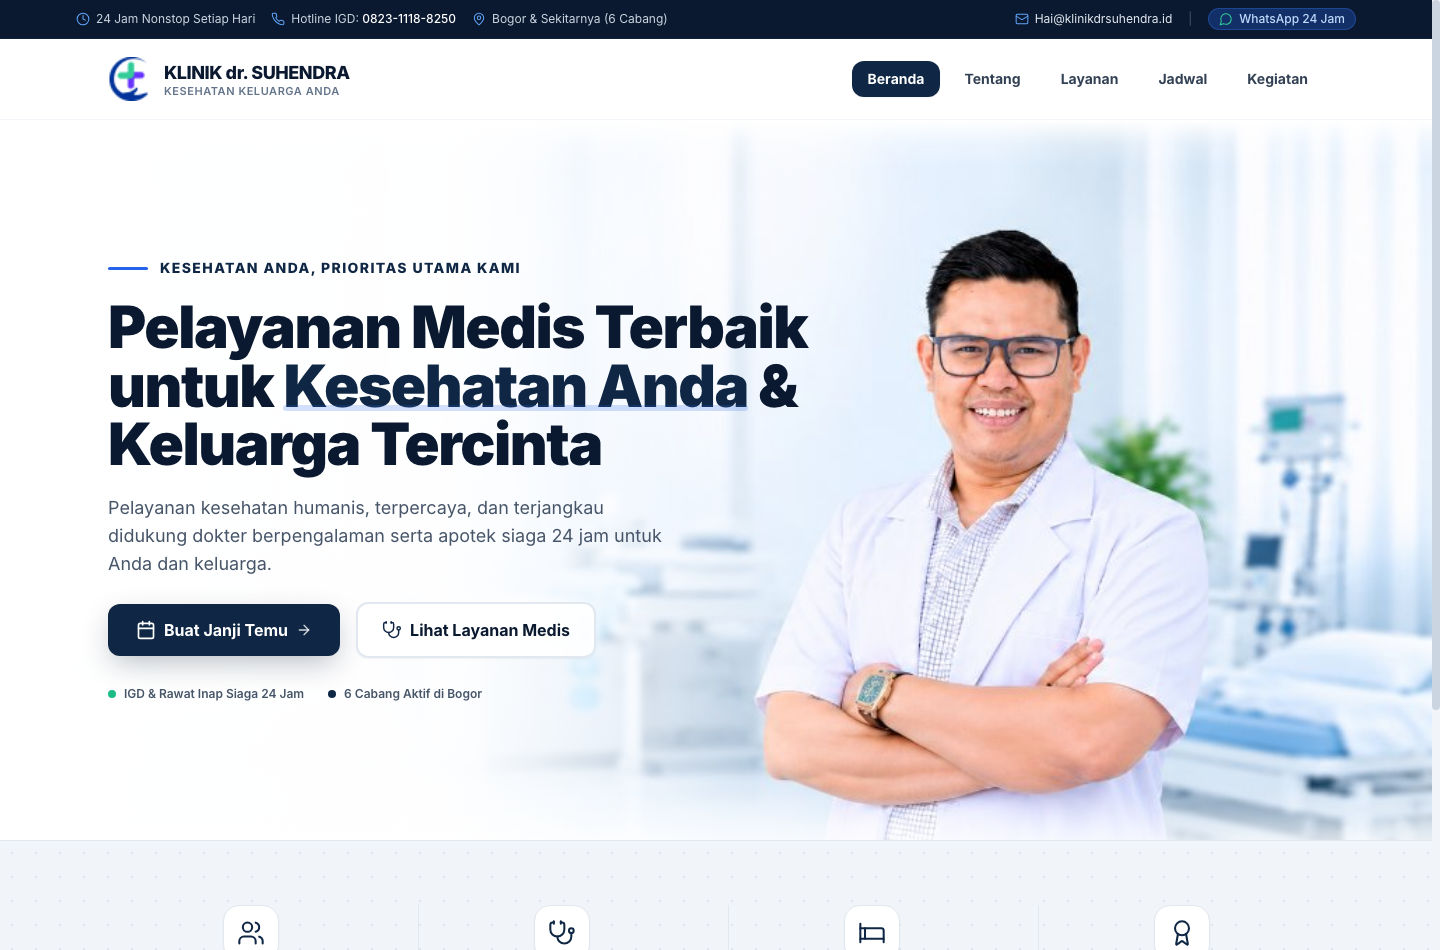 24 Jam Nonstop Setiap Hari
Hotline IGD: 0823-1118-8250
Bogor & Sekitarnya (6 Cabang)
Hai@klinikdrsuhendra.id
WhatsApp 24 Jam
KLINIK dr. SUHENDRA
KESEHATAN KELUARGA ANDA
Beranda
Tentang
Layanan
Jadwal
Kegiatan
KESEHATAN ANDA, PRIORITAS UTAMA KAMI
Pelayanan Medis Terbaik
untuk Kesehatan Anda &
Keluarga Tercinta
Pelayanan kesehatan humanis, terpercaya, dan terjangkau
didukung dokter berpengalaman serta apotek siaga 24 jam untuk
Anda dan keluarga.
Buat Janji Temu
Lihat Layanan Medis
IGD & Rawat Inap Siaga 24 Jam
6 Cabang Aktif di Bogor